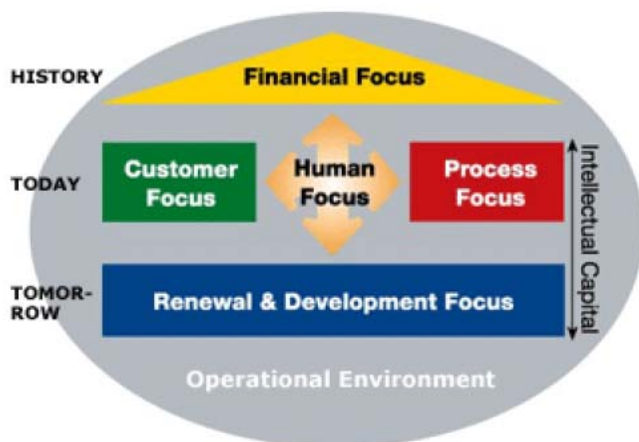 HISTORY
Financial Focus
TODAY
Customer
Focus
Human
Focus
Process
Focus
Intellectual Capital
TOMOR-
ROW
Renewal & Development Focus
Operational Environment